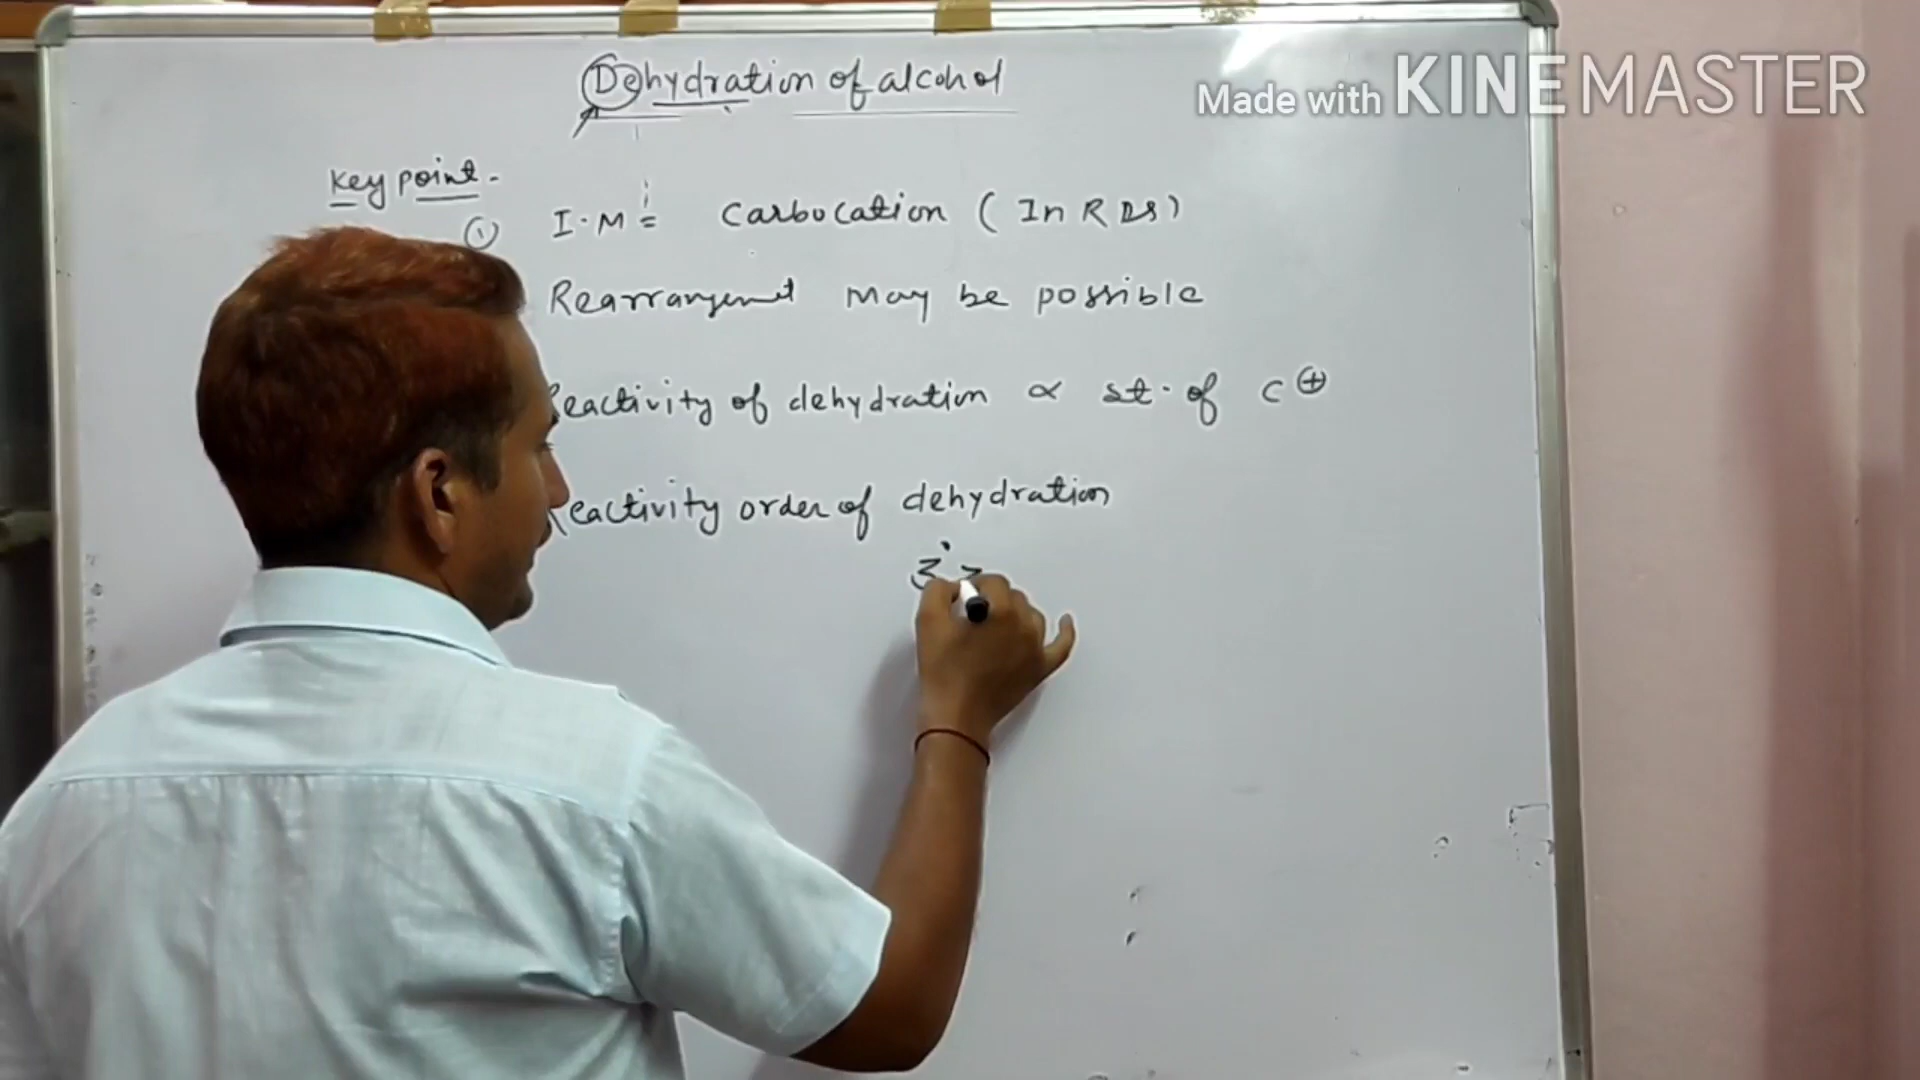 Dehydration of alcohol
Made with KINEMASTER
Key point -
① I.M = Carbocation (In RDS)
Rearrangement may be possible
Reactivity of dehydration ∝ st. of C⊕
Reactivity order of dehydration
3° >